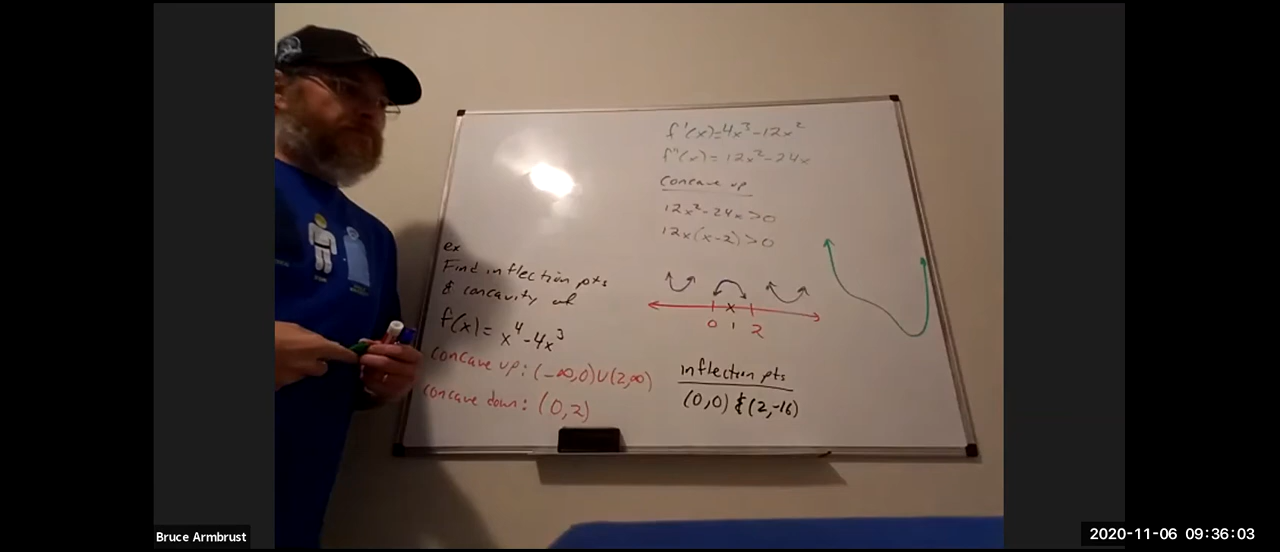 f'(x)=4x³-12x²
f"(x)=12x²-24x
concave up
12x²-24x>0
12x(x-2)>0
ex
Find inflection pts
& concavity of
f(x)=x⁴-4x³
concave up: (-∞,0)∪(2,∞)
concave down: (0,2)
0 1 2
inflection pts
(0,0) & (2,-16)
Bruce Armbrust
2020-11-06 09:36:03